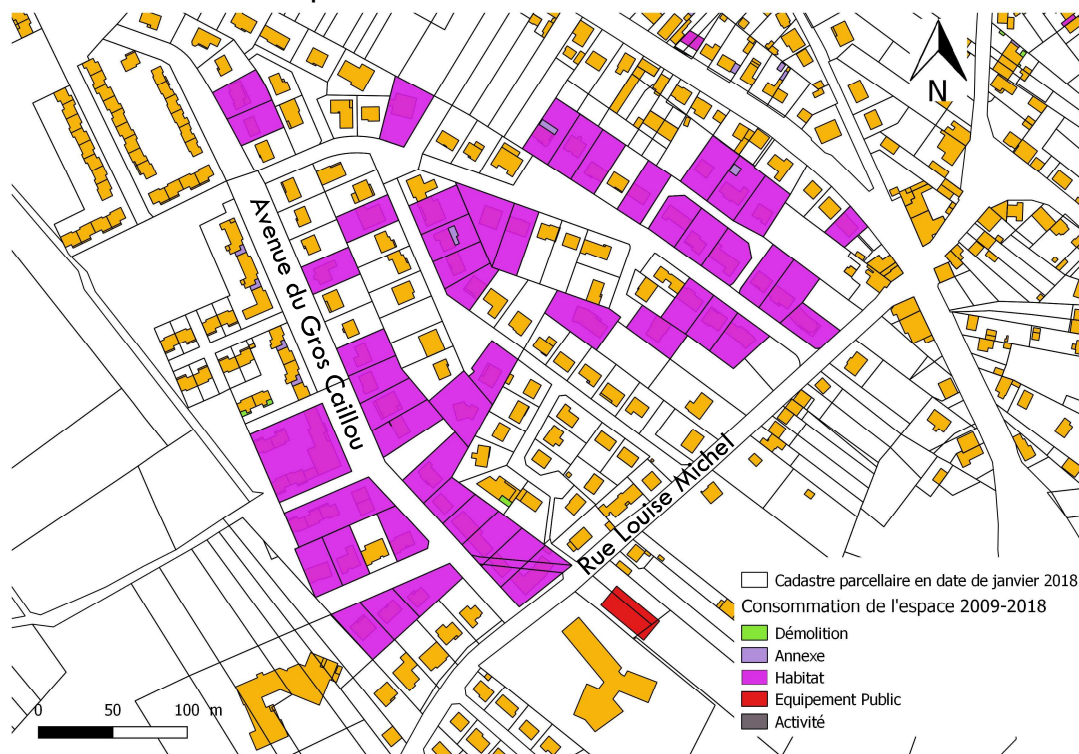 N
Avenue du Gros Caillou
Rue Louise Michel
Cadastre parcellaire en date de janvier 2018
Consommation de l'espace 2009-2018
Démolition
Annexe
Habitat
Equipement Public
Activité
0 50 100 m